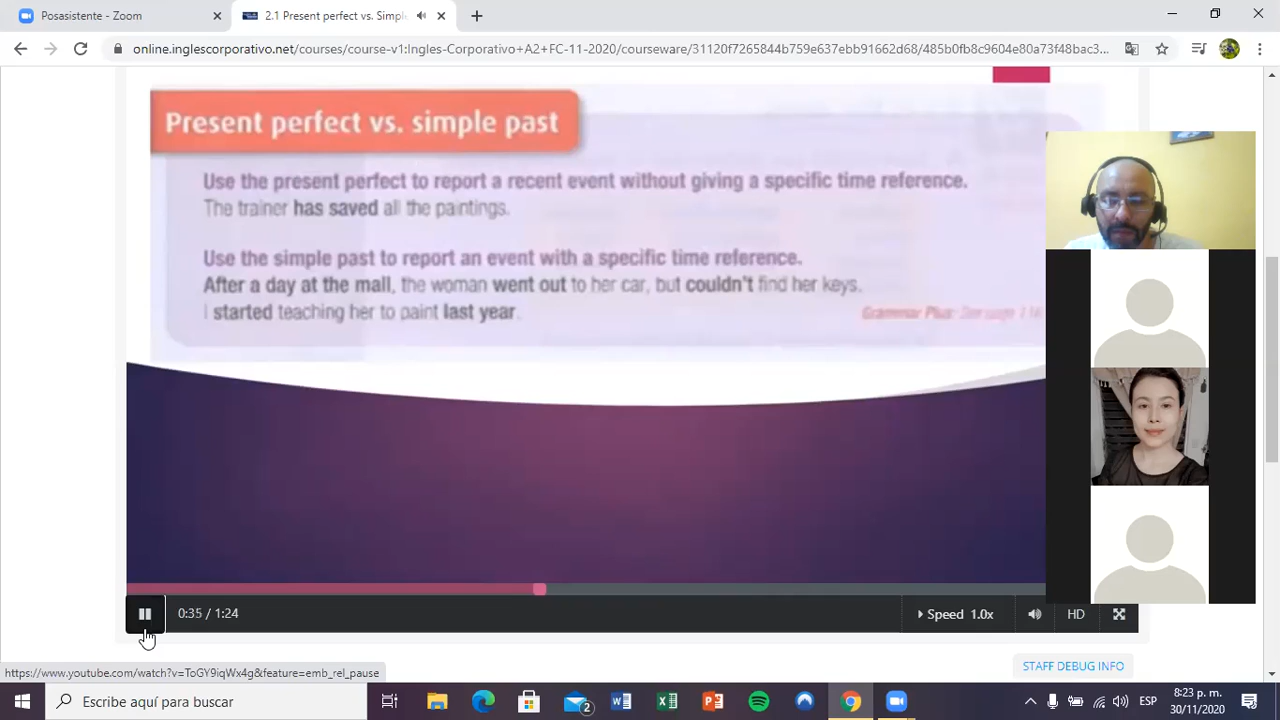 Posasistente - Zoom
2.1 Present perfect vs. Simple
online.inglescorporativo.net/courses/course-v1:Ingles-Corporativo+A2+FC-11-2020/courseware/31120f7265844b759e637ebb91662d68/485b0fb8c9604e80a73f48bac3...
Present perfect vs. simple past
Use the present perfect to report a recent event without giving a specific time reference.
The trainer has saved all the paintings.
Use the simple past to report an event with a specific time reference.
After a day at the mall, the woman went out to her car, but couldn't find her keys.
I started teaching her to paint last year.
Grammar Plus: See page
0:35 / 1:24
Speed 1.0x
HD
https://www.youtube.com/watch?v=ToGY9iqWx4g&feature=emb_rel_pause
STAFF DEBUG INFO
Escribe aquí para buscar
2
ESP
8:23 p. m.
30/11/2020